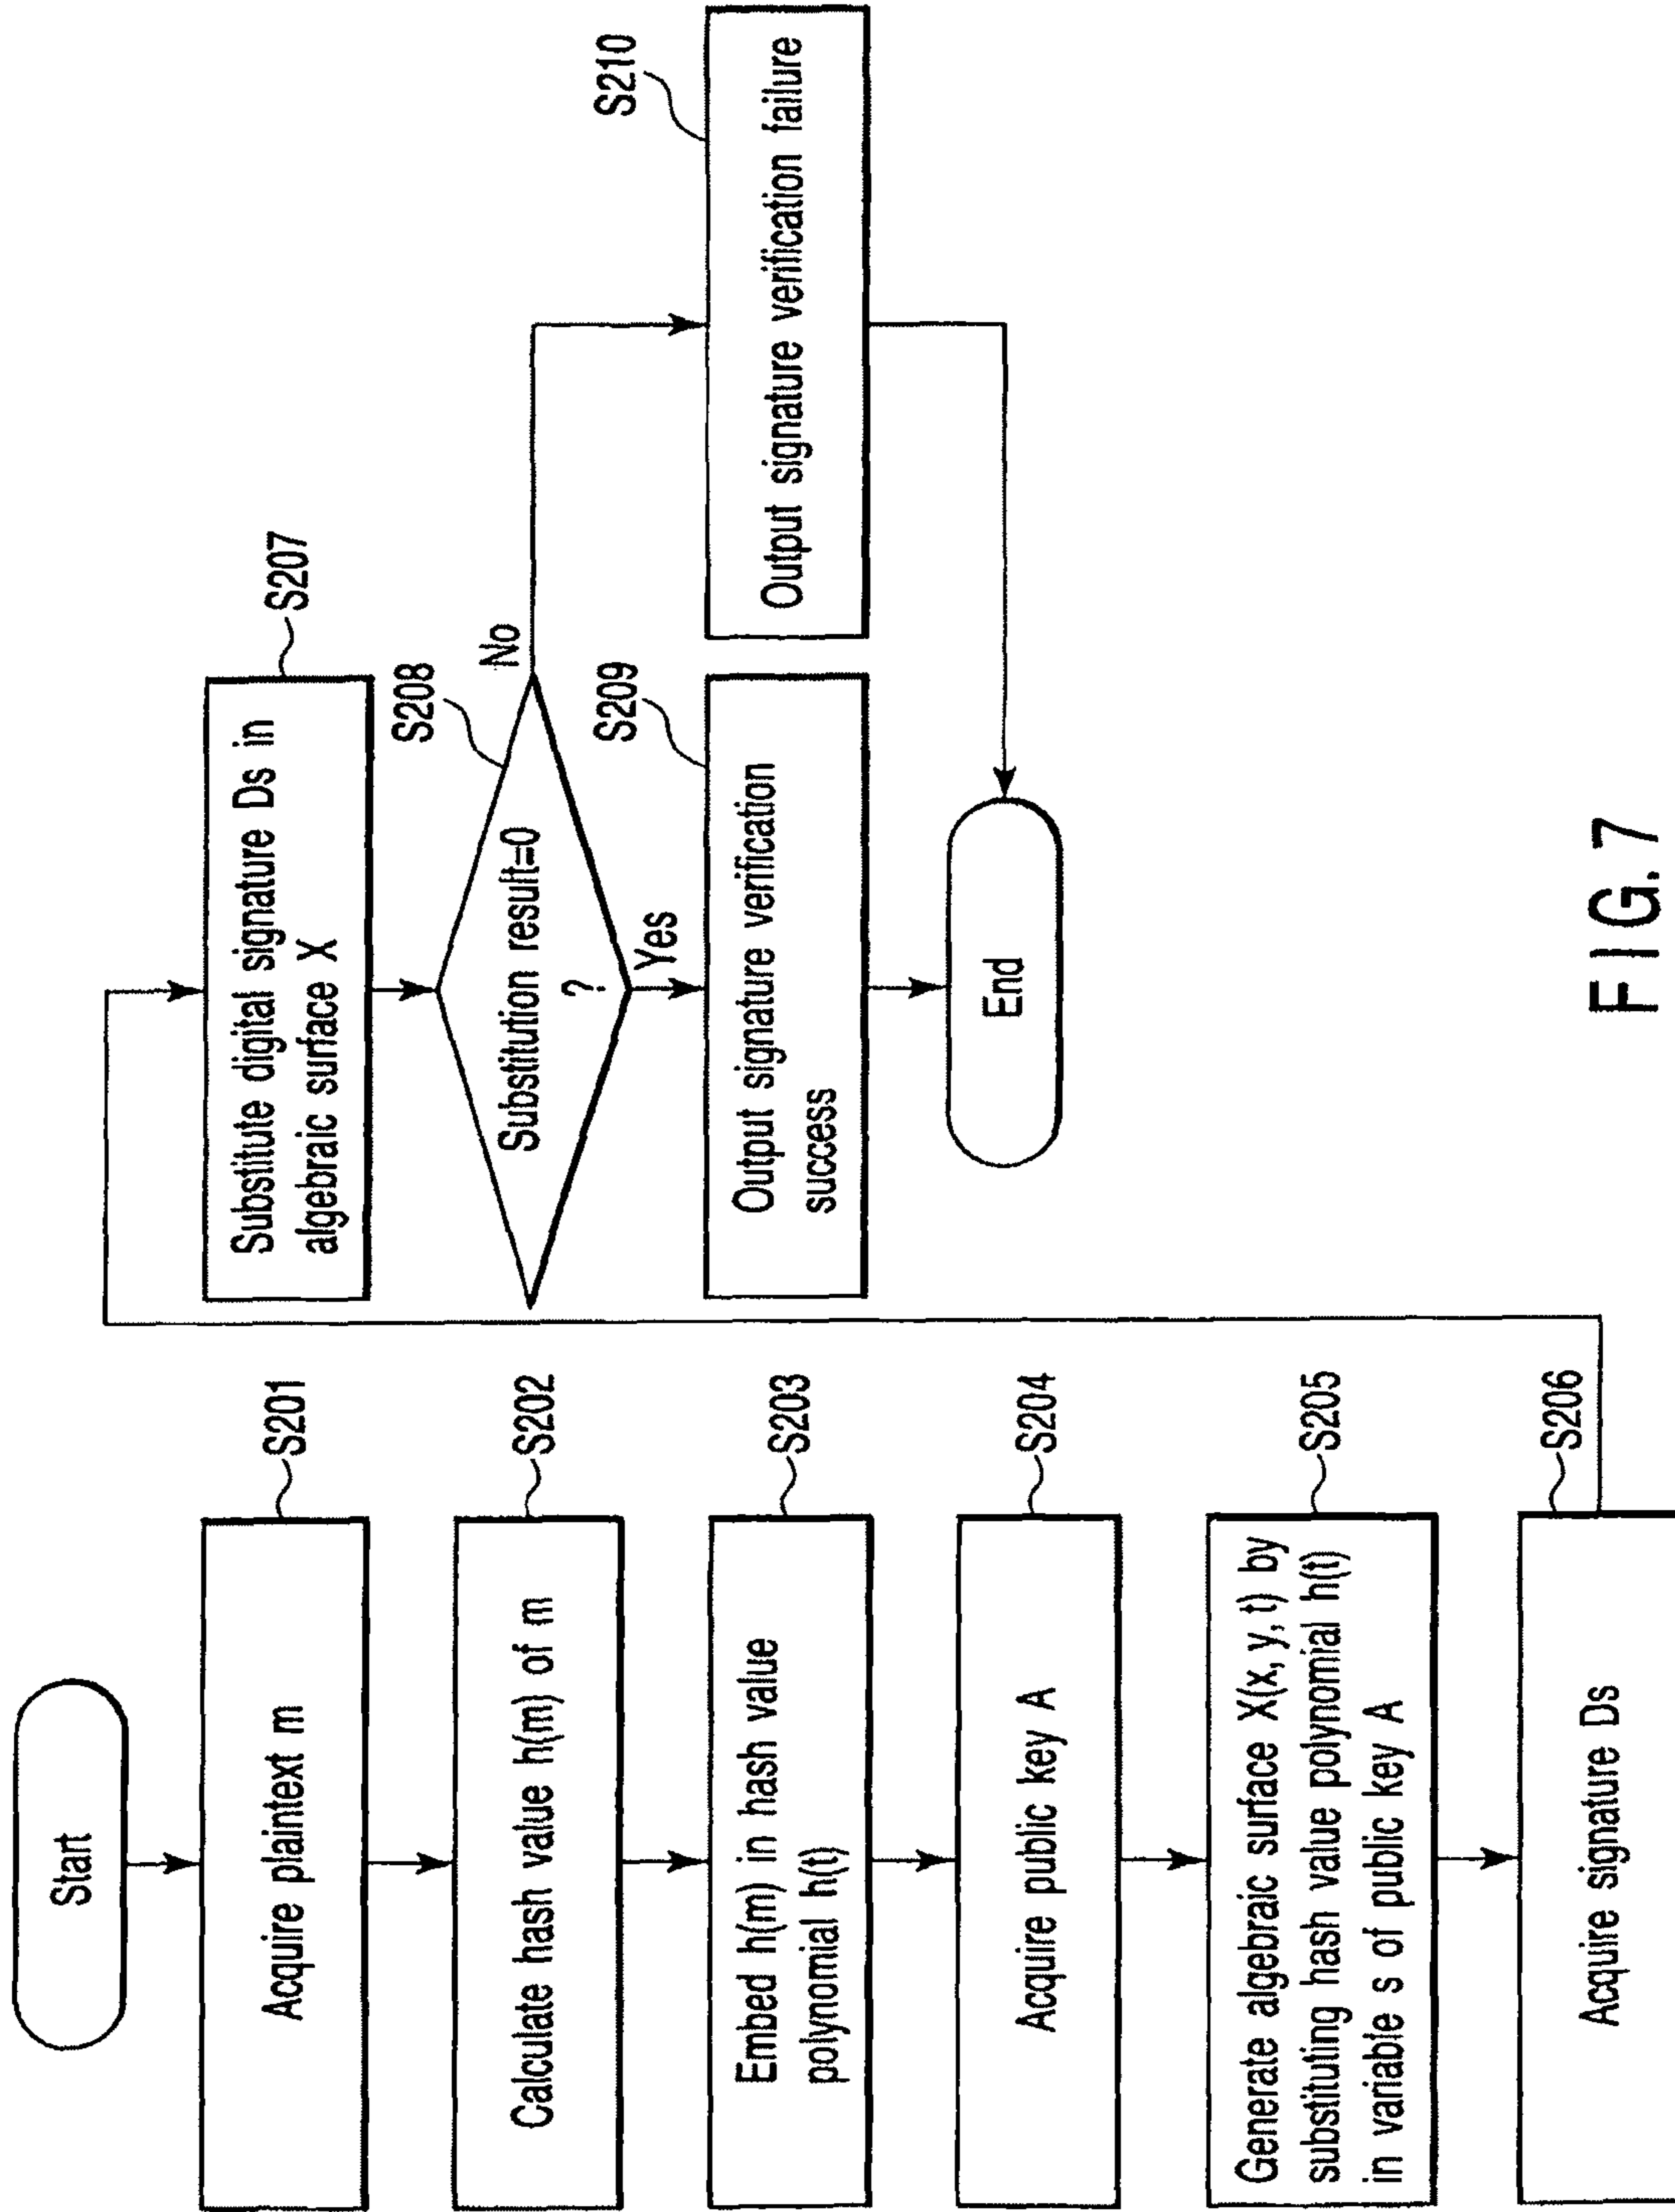 Start
S201
Acquire plaintext m
S202
Calculate hash value h(m) of m
S203
Embed h(m) in hash value
polynomial h(t)
S204
Acquire public key A
S205
Generate algebraic surface X(x, y, t) by
substituting hash value polynomial h(t)
in variable s of public key A
S206
Acquire signature Ds
S207
Substitute digital signature Ds in
algebraic surface X
S208
Substitution result=0
?
No
Yes
S209
Output signature verification
success
S210
Output signature verification failure
End
FIG. 7